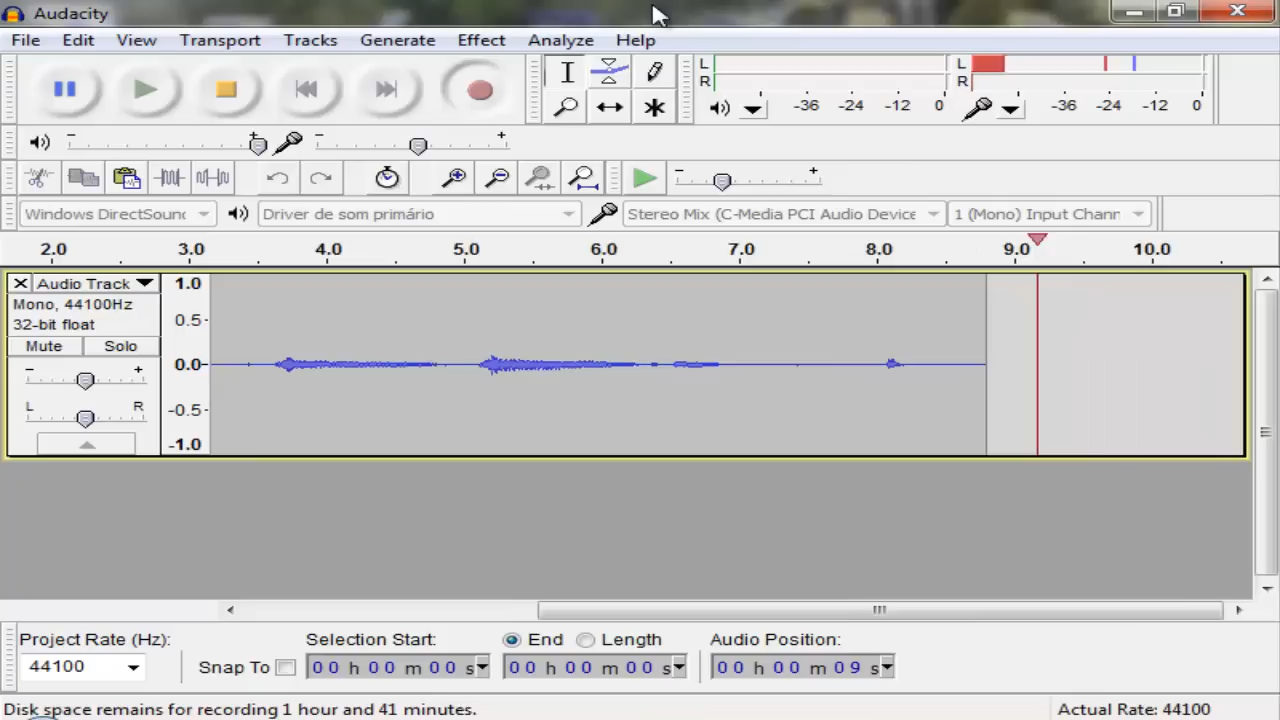 Audacity
File Edit View Transport Tracks Generate Effect Analyze Help
L L
R R
-36 -24 -12 0 -36 -24 -12 0
- + - +
- +
Windows DirectSound Driver de som primário Stereo Mix (C-Media PCI Audio Device 1 (Mono) Input Chann
2.0 3.0 4.0 5.0 6.0 7.0 8.0 9.0 10.0
Audio Track 1.0
Mono, 44100Hz
32-bit float 0.5
Mute Solo
0.0
- +
L R -0.5
-1.0
Project Rate (Hz): Selection Start: End Length Audio Position:
44100 Snap To 00 h 00 m 00 s 00 h 00 m 00 s 00 h 00 m 09 s
Disk space remains for recording 1 hour and 41 minutes. Actual Rate: 44100